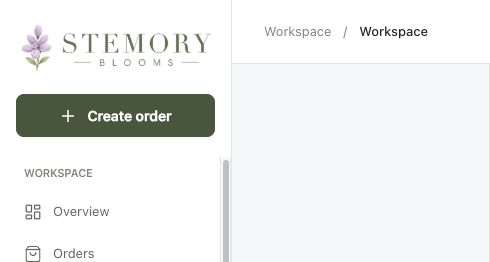 STEMORY
BLOOMS
Workspace / Workspace
Create order
WORKSPACE
Overview
Orders